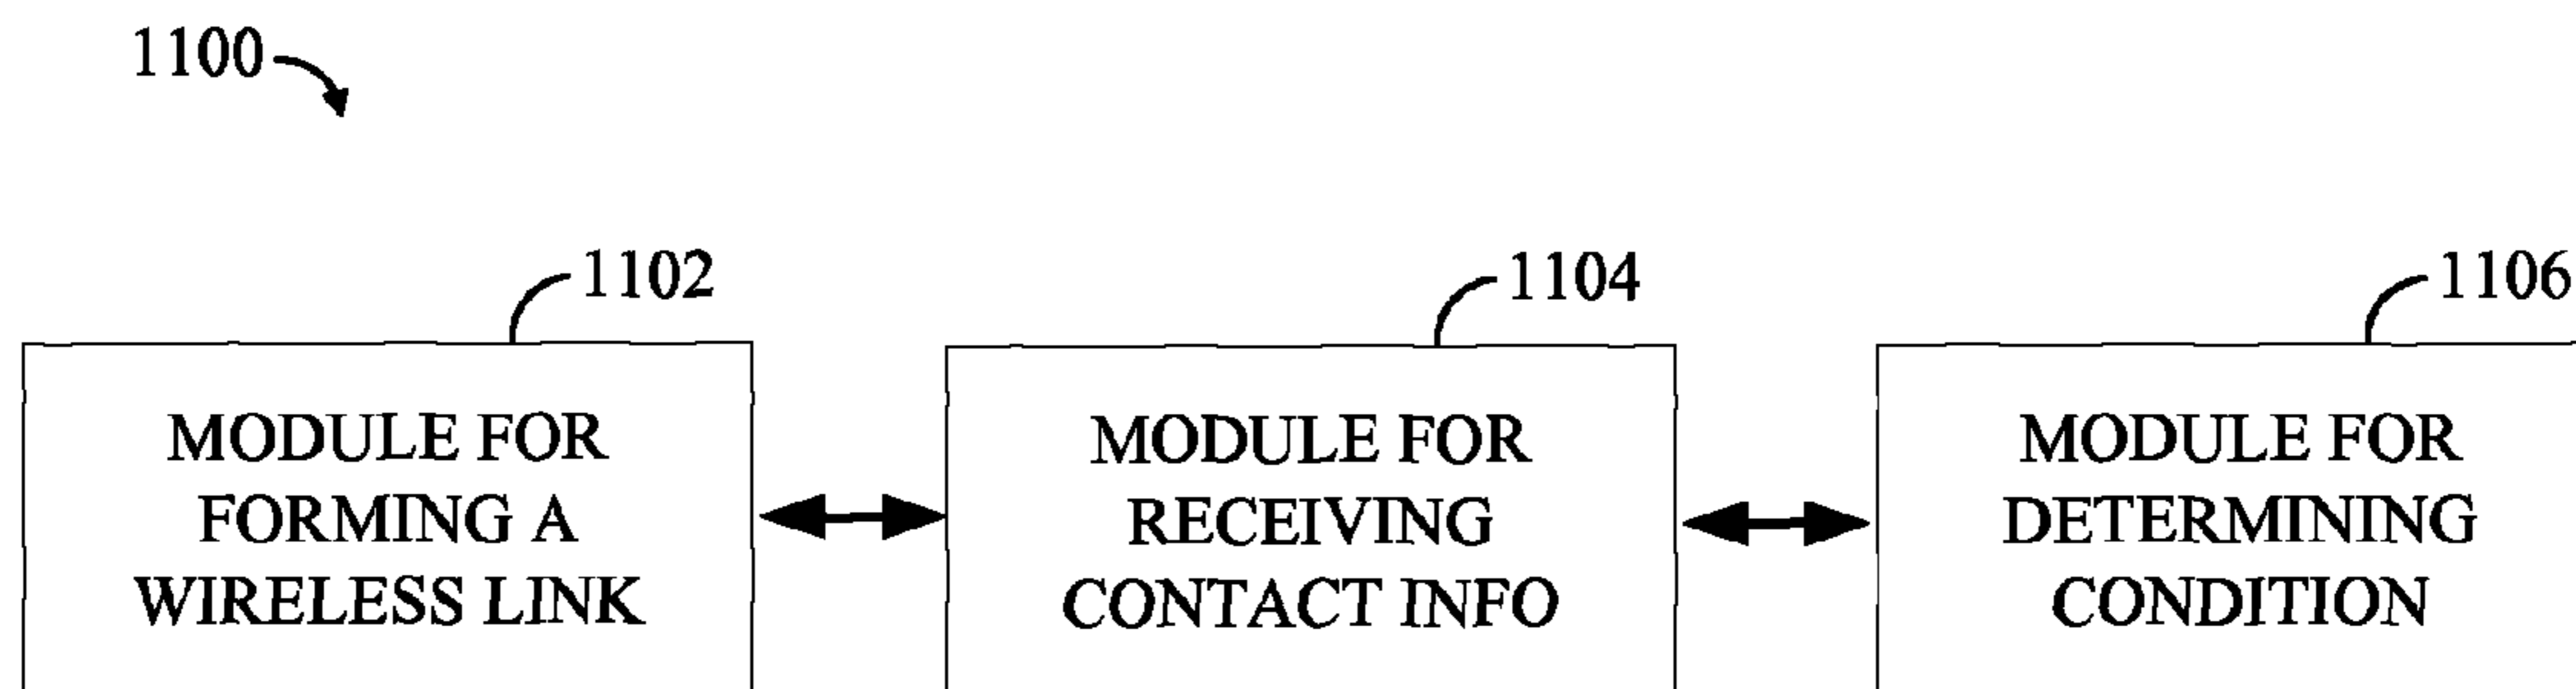 1100
1102
1104
1106
MODULE FOR
FORMING A
WIRELESS LINK
MODULE FOR
RECEIVING
CONTACT INFO
MODULE FOR
DETERMINING
CONDITION